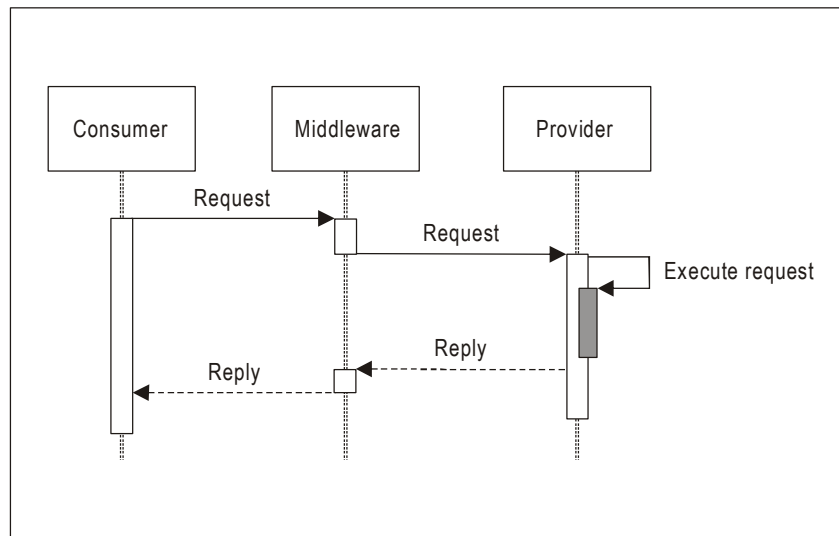 Consumer
Middleware
Provider
Request
Request
Execute request
Reply
Reply